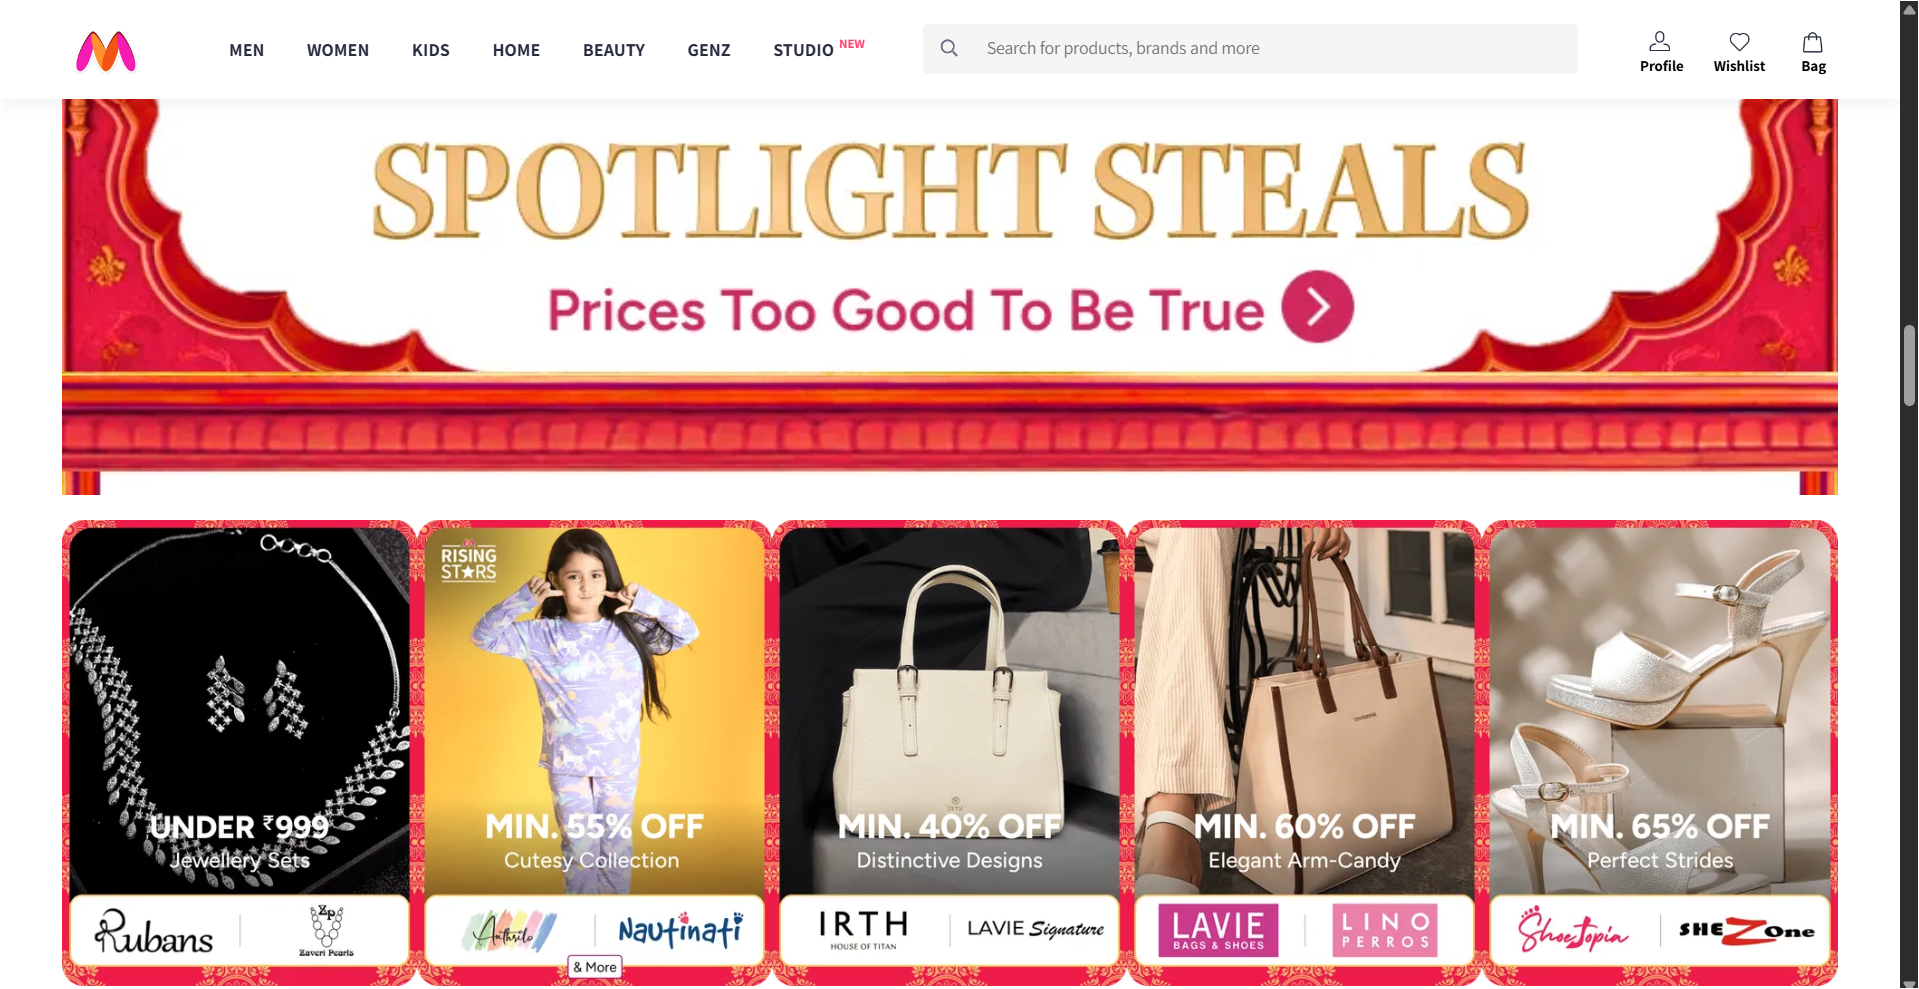 MEN WOMEN KIDS HOME BEAUTY GENZ STUDIO NEW
Search for products, brands and more
Profile Wishlist Bag
SPOTLIGHT STEALS
Prices Too Good To Be True
UNDER ₹999
Jewellery Sets
Rubans
Zp
Zaveri Pearls
RISING
STARS
MIN. 55% OFF
Cutesy Collection
Anthrilo
Nautinati
& More
MIN. 40% OFF
Distinctive Designs
IRTH
HOUSE OF TITAN
LAVIE Signature
MIN. 60% OFF
Elegant Arm-Candy
LAVIE
BAGS & SHOES
LINO
PERROS
MIN. 65% OFF
Perfect Strides
Shoetopia
SHEZONE